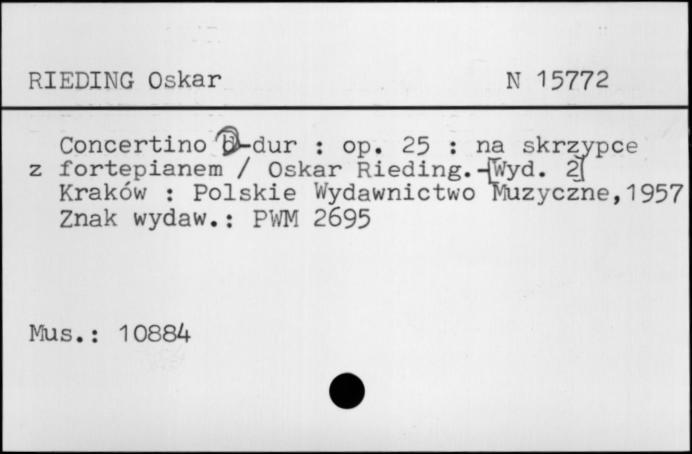 RIEDING Oskar N 15772
Concertino D-dur : op. 25 : na skrzypce
z fortepianem / Oskar Rieding.-[Wyd. 2]
Kraków : Polskie Wydawnictwo Muzyczne,1957
Znak wydaw.: PWM 2695
Mus.: 10884